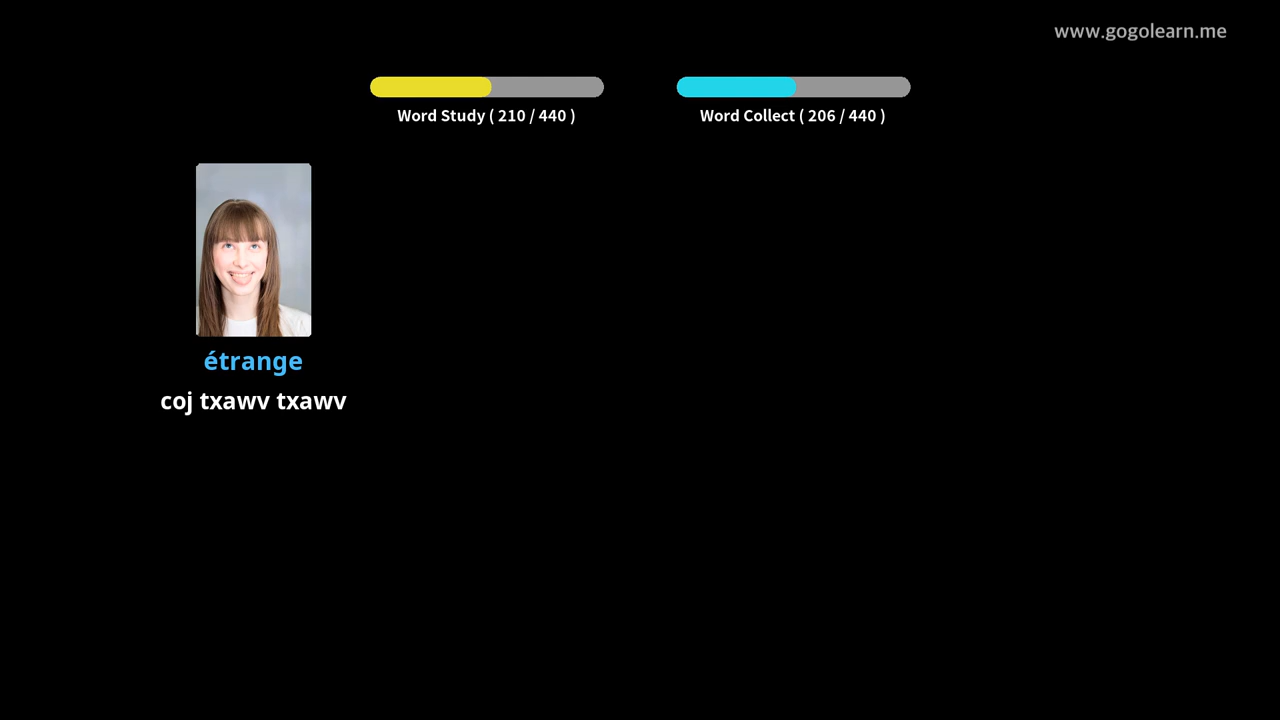 www.gogolearn.me
Word Study ( 210 / 440 )
Word Collect ( 206 / 440 )
étrange
coj txawv txawv